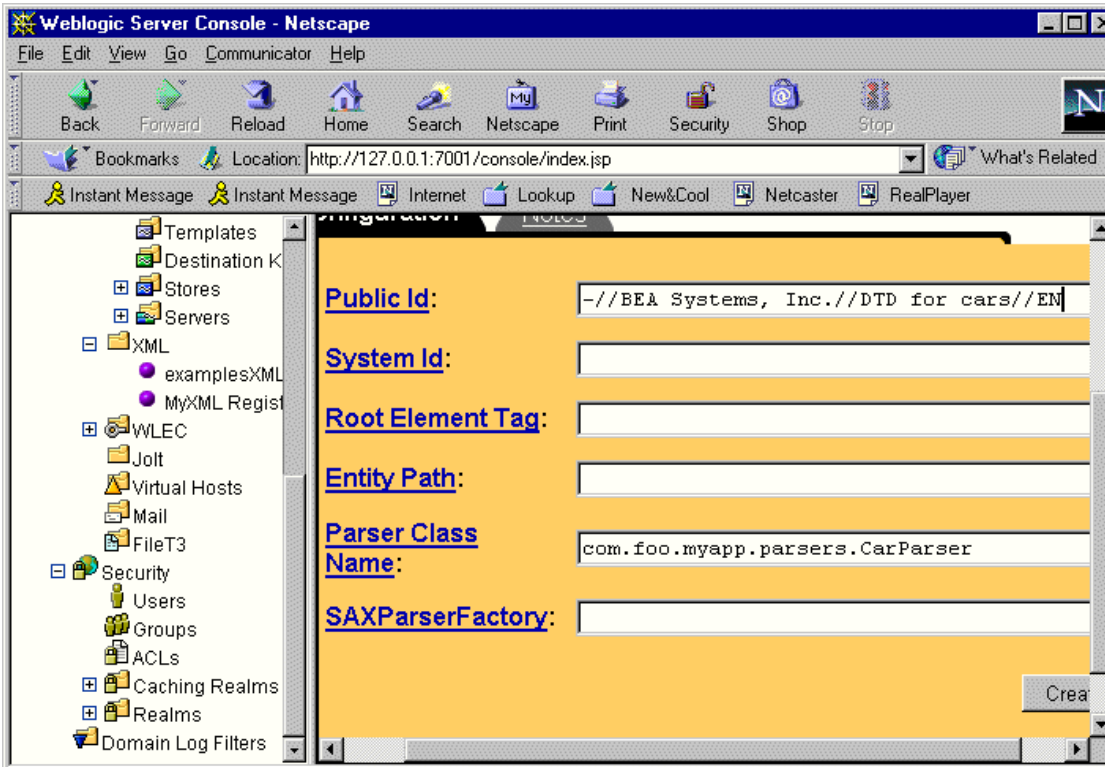 Weblogic Server Console - Netscape
File Edit View Go Communicator Help
Back Forward Reload Home Search Netscape Print Security Shop Stop
My
N
Bookmarks Location: http://127.0.0.1:7001/console/index.jsp What's Related
Instant Message Instant Message Internet Lookup New&Cool Netcaster RealPlayer
onfiguration Notes
Templates
Destination K
Stores
Servers
XML
examplesXML
MyXML Regist
WLEC
Jolt
Virtual Hosts
Mail
FileT3
Security
Users
Groups
ACLs
Caching Realms
Realms
Domain Log Filters
Public Id: -//BEA Systems, Inc.//DTD for cars//EN
System Id:
Root Element Tag:
Entity Path:
Parser Class
Name: com.foo.myapp.parsers.CarParser
SAXParserFactory:
Crea